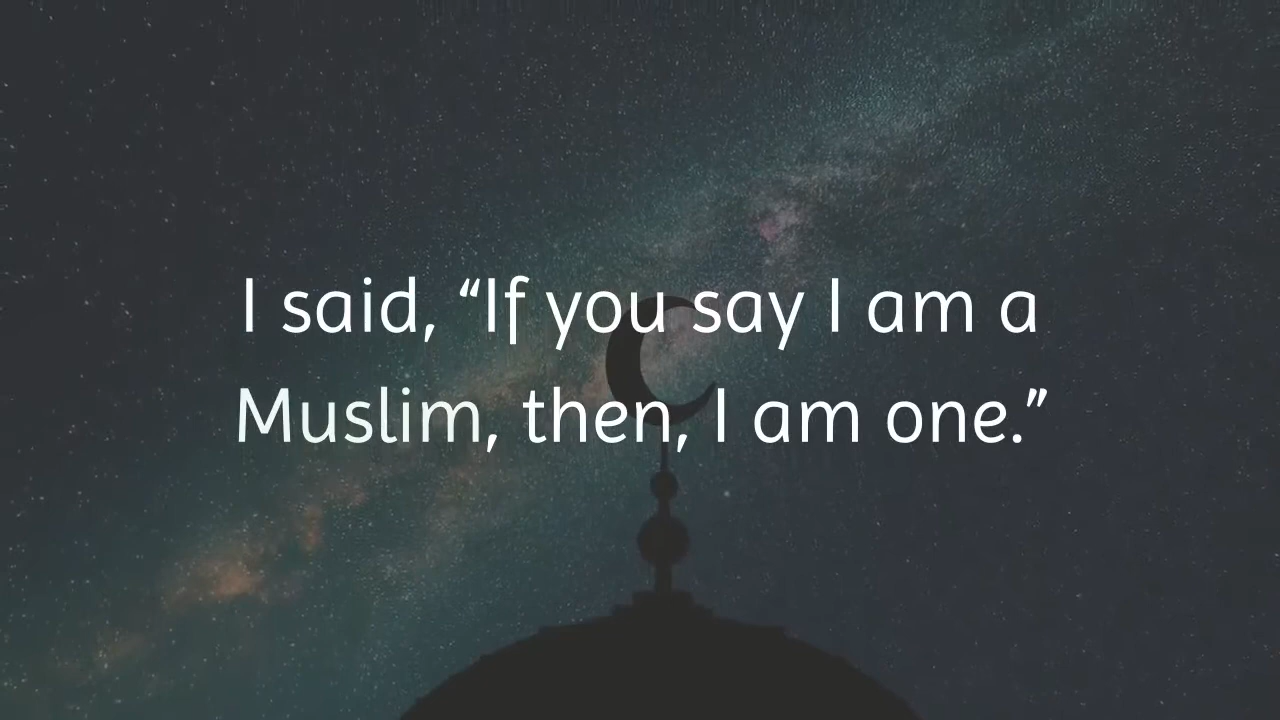 I said, “If you say I am a
Muslim, then, I am one.”